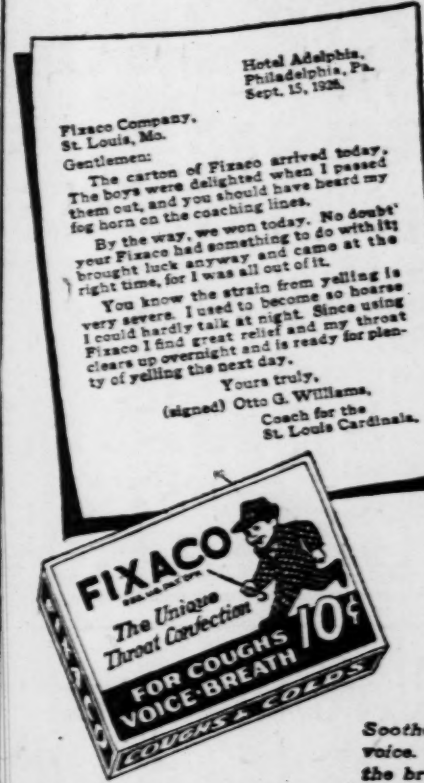 Hotel Adelphia,
Philadelphia, Pa.
Sept. 15, 1926.
Fixaco Company,
St. Louis, Mo.
Gentlemen:
The carton of Fixaco arrived today.
The boys were delighted when I passed
them out, and you should have heard my
fog horn on the coaching lines.
By the way, we won today. No doubt
your Fixaco had something to do with it;
brought luck anyway and came at the
right time, for I was all out of it.
You know the strain from yelling is
very severe. I used to become so hoarse
I could hardly talk at night. Since using
Fixaco I find great relief and my throat
clears up overnight and is ready for plen-
ty of yelling the next day.
Yours truly,
(signed) Otto G. Williams,
Coach for the
St. Louis Cardinals.
FIXACO
REG. U.S. PAT. OFF.
The Unique
Throat Confection
FOR COUGHS
VOICE-BREATH
10¢
FIXACO
COUGHS & COLDS
Sooth
voice.
the br